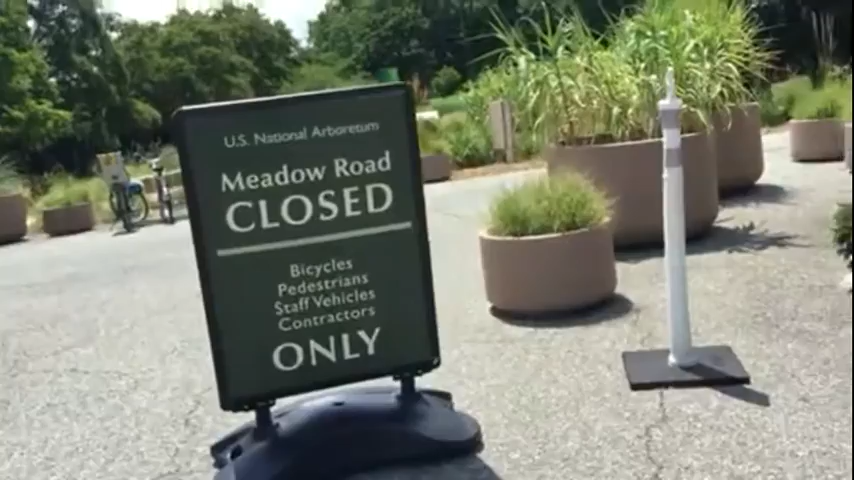 U.S. National Arboretum
Meadow Road
CLOSED
Bicycles
Pedestrians
Staff Vehicles
Contractors
ONLY